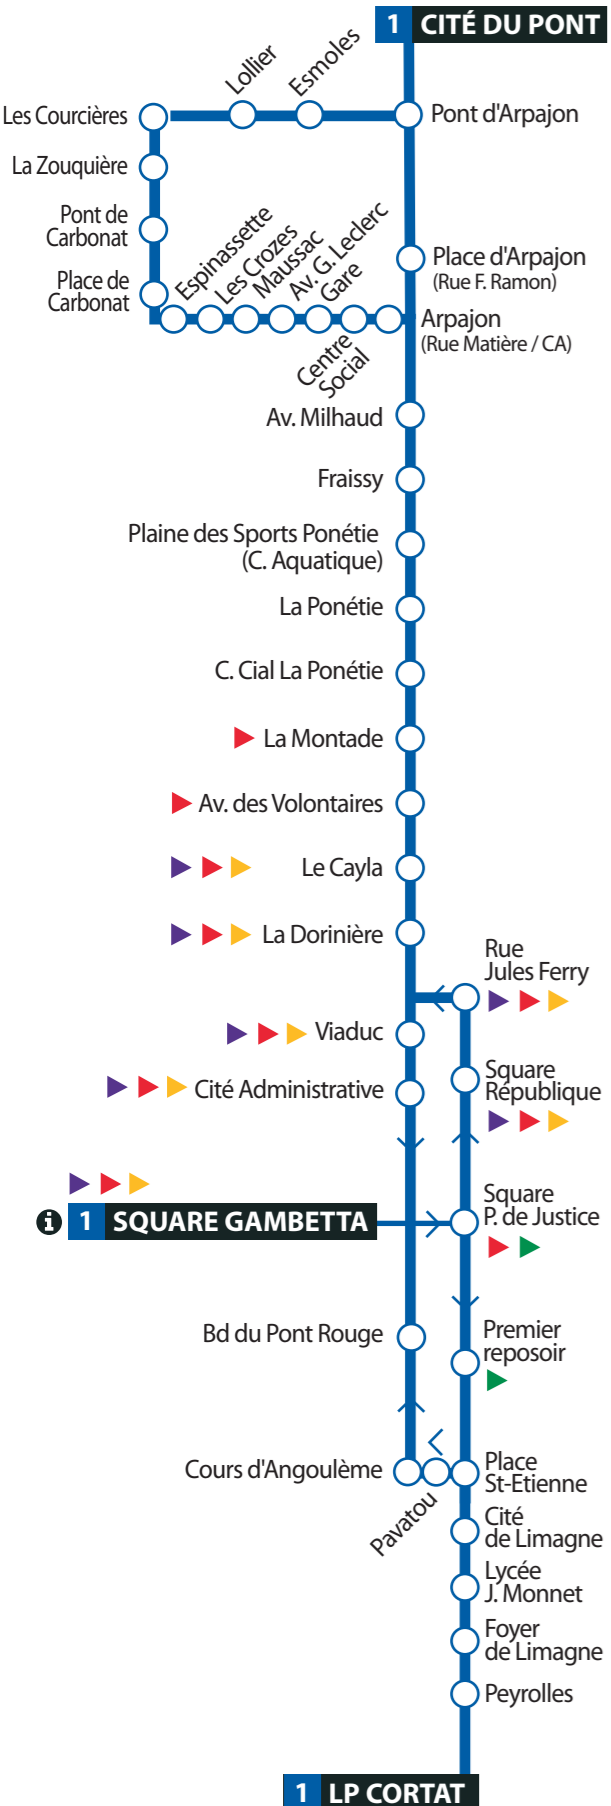 1 CITÉ DU PONT
Lollier
Esmoles
Les Courcières
Pont d'Arpajon
La Zouquière
Pont de
Carbonat
Place de
Carbonat
Espinassette
Les Crozes
Maussac
Av. G. Leclerc
Gare
Centre
Social
Place d'Arpajon
(Rue F. Ramon)
Arpajon
(Rue Matière / CA)
Av. Milhaud
Fraissy
Plaine des Sports Ponétie
(C. Aquatique)
La Ponétie
C. Cial La Ponétie
La Montade
Av. des Volontaires
Le Cayla
La Dorinière
Rue
Jules Ferry
Viaduc
Square
République
Cité Administrative
Square
P. de Justice
i 1 SQUARE GAMBETTA
Bd du Pont Rouge
Premier
reposoir
Cours d'Angoulème
Pavatou
Place
St-Etienne
Cité
de Limagne
Lycée
J. Monnet
Foyer
de Limagne
Peyrolles
1 LP CORTAT